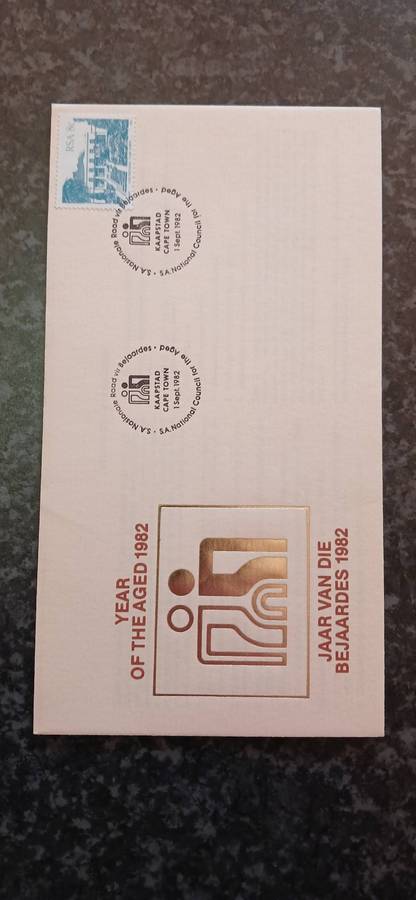 YEAR
OF THE AGED 1982
JAAR VAN DIE
BEJAARDES 1982
S.A. Nasionale Raad vir Bejaardes • S.A. National Council for the Aged •
KAAPSTAD
CAPE TOWN
1 Sept. 1982
S.A. Nasionale Raad vir Bejaardes • S.A. National Council for the Aged •
KAAPSTAD
CAPE TOWN
1 Sept. 1982
RSA 8c